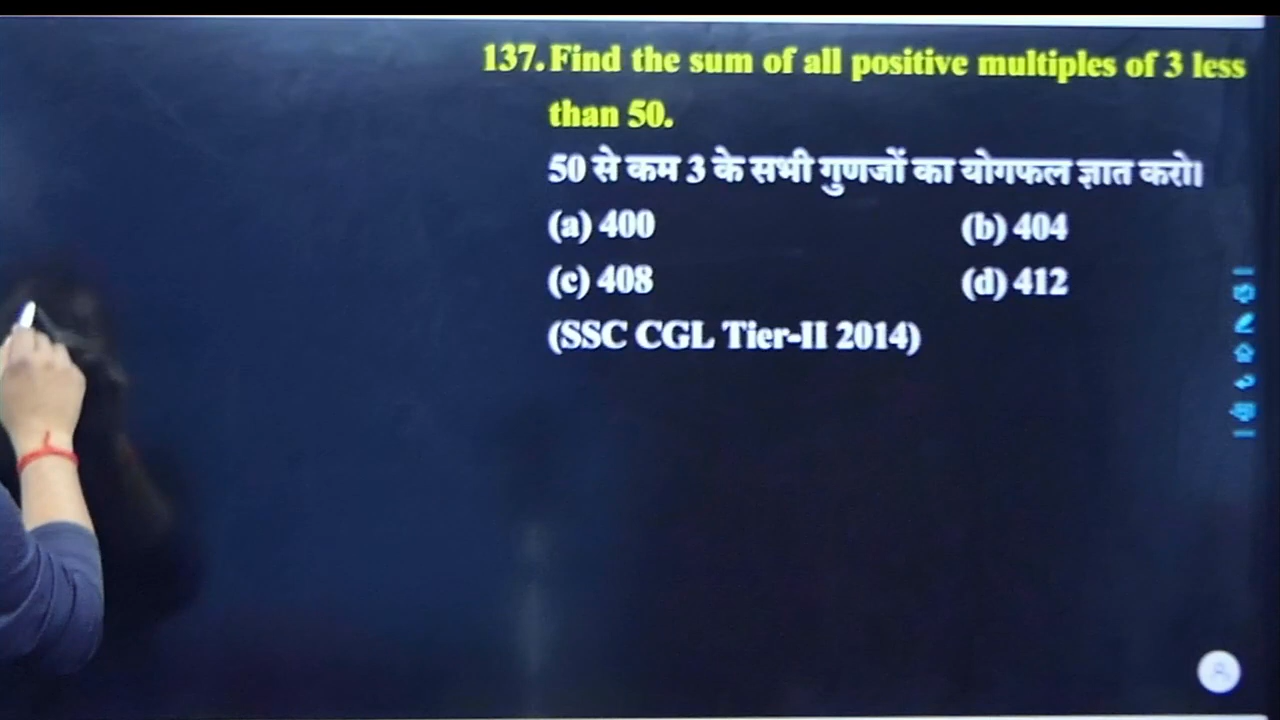 137. Find the sum of all positive multiples of 3 less
than 50.
50 से कम 3 के सभी गुणजों का योगफल ज्ञात करो।
(a) 400 (b) 404
(c) 408 (d) 412
(SSC CGL Tier-II 2014)